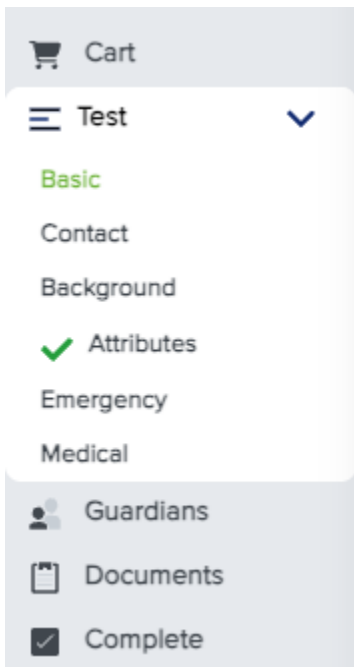 Cart
Test
Basic
Contact
Background
Attributes
Emergency
Medical
Guardians
Documents
Complete